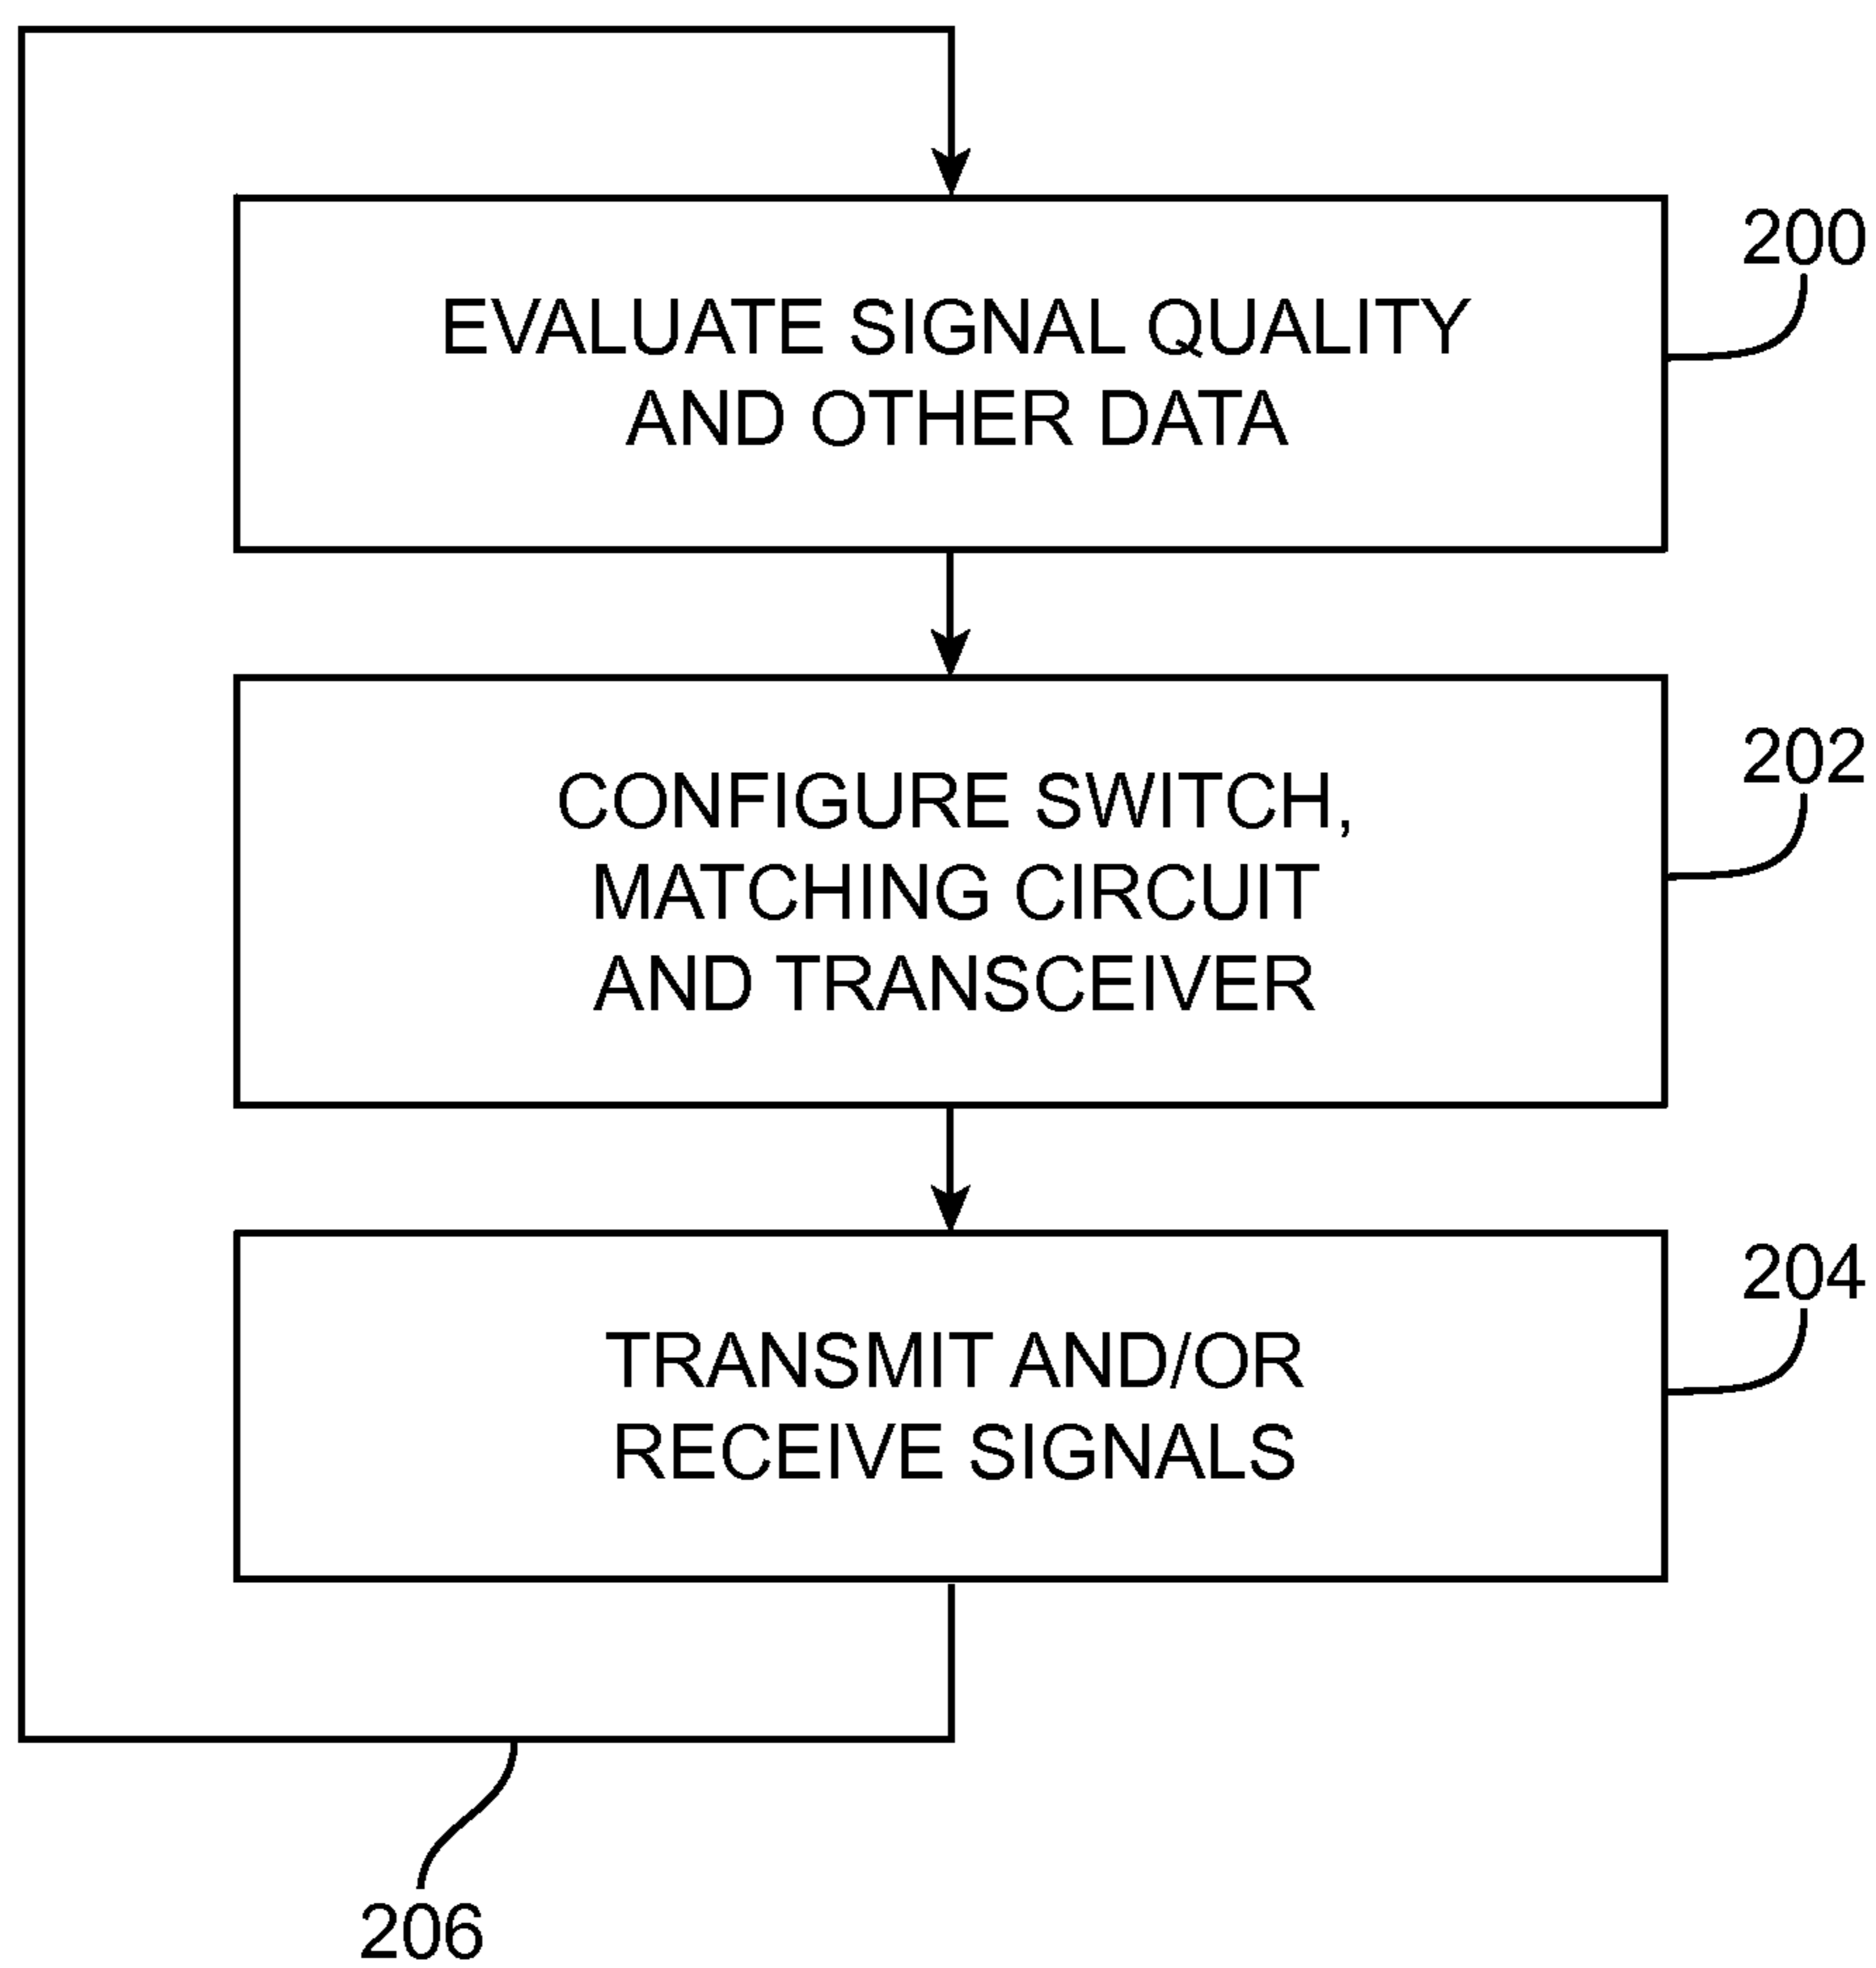 200
EVALUATE SIGNAL QUALITY
AND OTHER DATA
202
CONFIGURE SWITCH,
MATCHING CIRCUIT
AND TRANSCEIVER
204
TRANSMIT AND/OR
RECEIVE SIGNALS
206